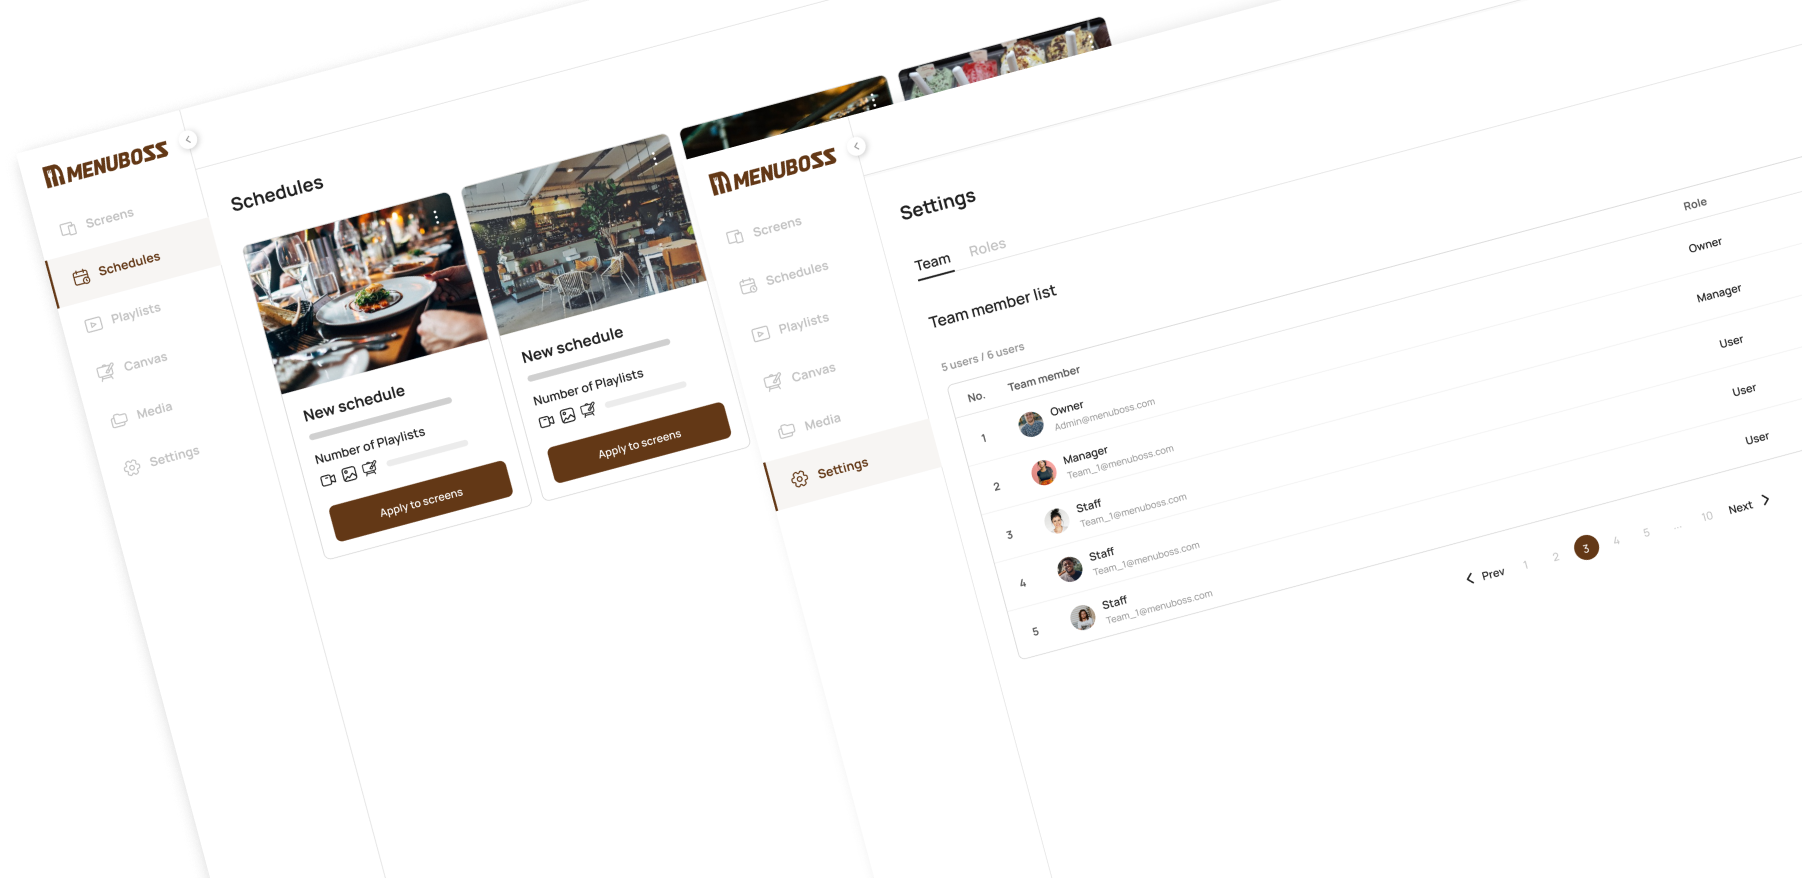 MENUBOSS
Screens
Schedules
Playlists
Canvas
Media
Settings
Schedules
New schedule
Number of Playlists
Apply to screens
New schedule
Number of Playlists
Apply to screens
MENUBOSS
Screens
Schedules
Playlists
Canvas
Media
Settings
Settings
Team Roles
Team member list
5 users / 6 users
No. Team member Role
1 Owner Owner
Admin@menuboss.com
2 Manager Manager
Team_1@menuboss.com
3 Staff User
Team_1@menuboss.com
4 Staff User
Team_1@menuboss.com
5 Staff User
Team_1@menuboss.com
Prev 1 2 3 4 5 ... 10 Next